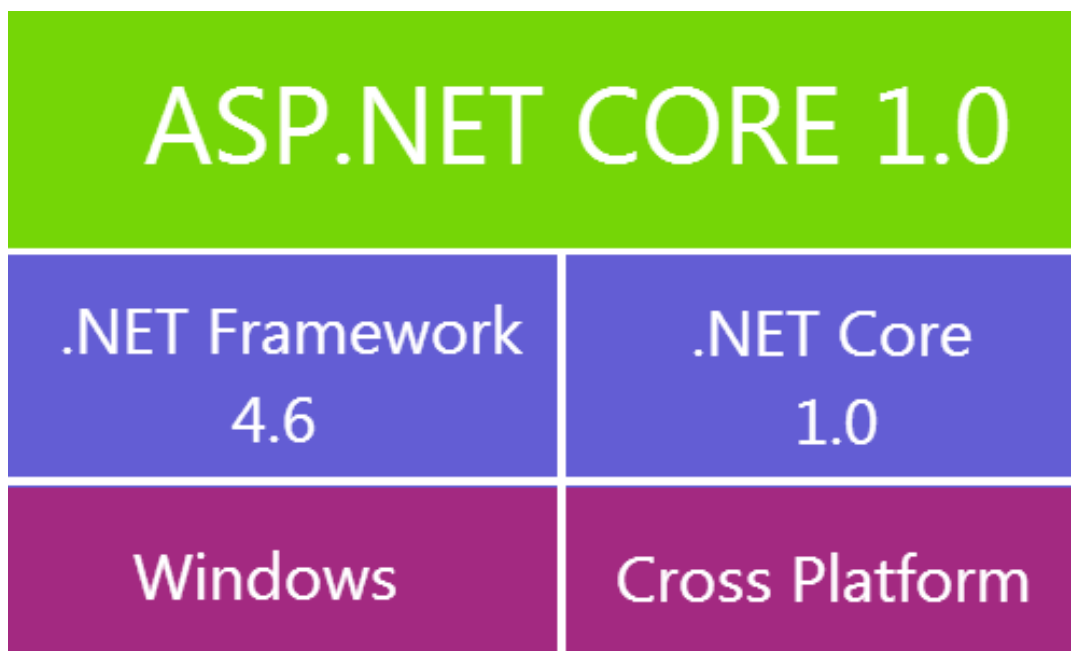 ASP.NET CORE 1.0
.NET Framework
4.6
.NET Core
1.0
Windows
Cross Platform